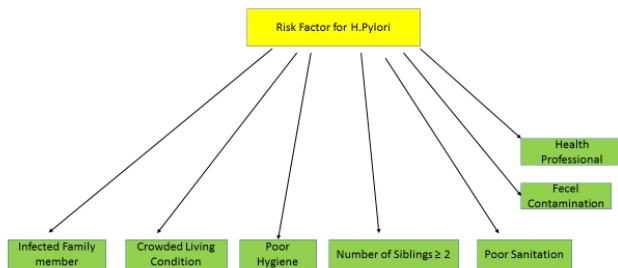 Risk Factor for H.Pylori
Health
Professional
Fecel
Contamination
Infected Family
member
Crowded Living
Condition
Poor
Hygiene
Number of Siblings ≥ 2
Poor Sanitation